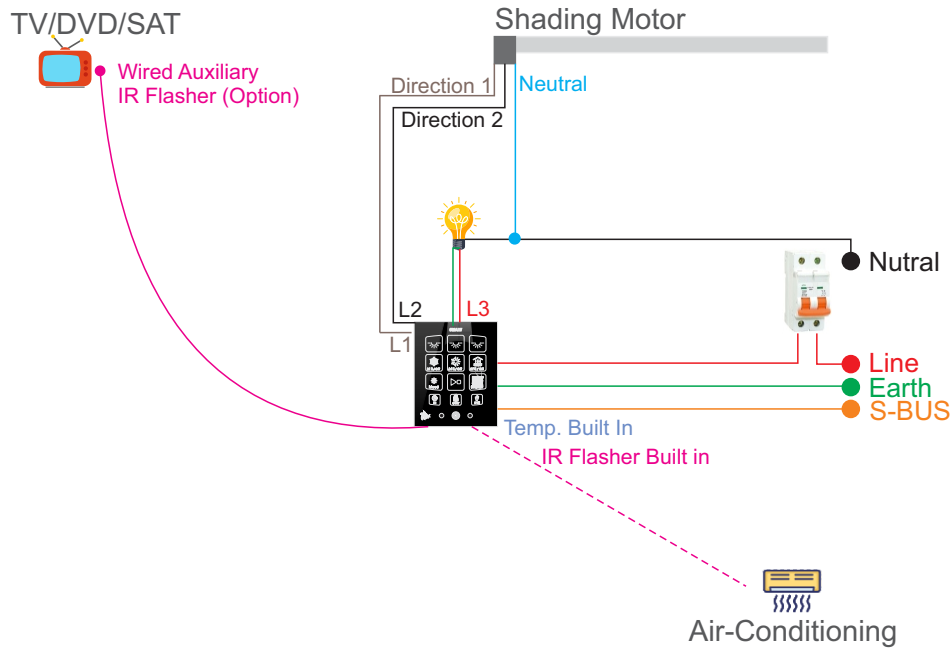 TV/DVD/SAT
Shading Motor
Wired Auxiliary
IR Flasher (Option)
Direction 1
Neutral
Direction 2
Nutral
L2
L3
L1
Line
Earth
S-BUS
Temp. Built In
IR Flasher Built in
Air-Conditioning